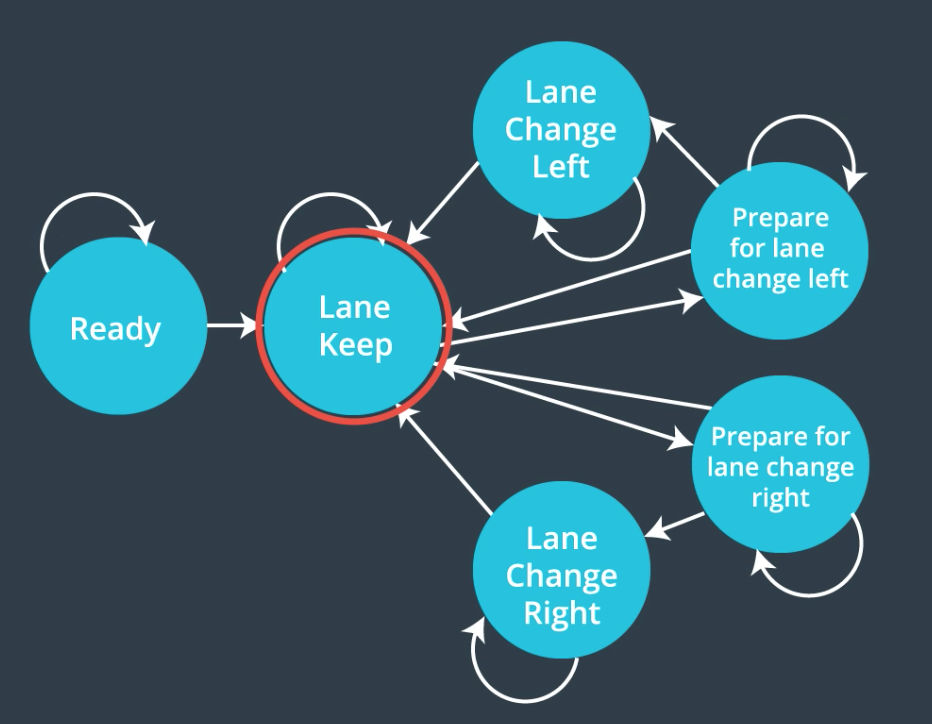 Lane
Change
Left
Prepare
for lane
change left
Ready
Lane
Keep
Prepare for
lane change
right
Lane
Change
Right